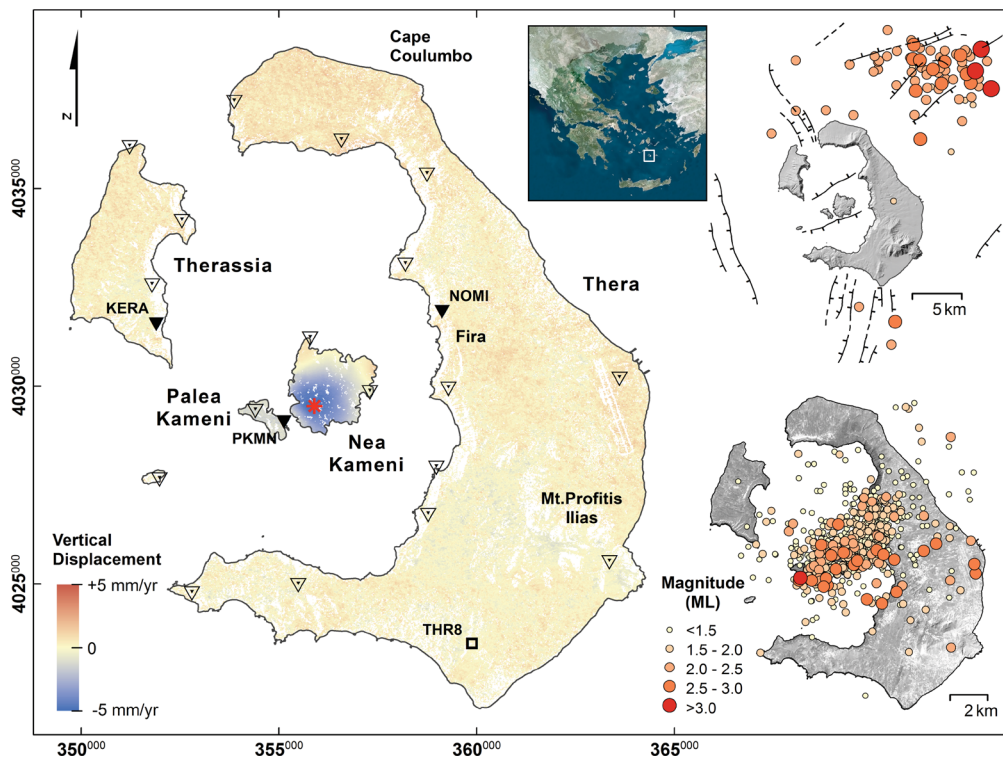 Cape
Coulumbo
N
4035000
Therassia
Thera
KERA
NOMI
Fira
5 km
4030000
Palea
Kameni
PKMN
Nea
Kameni
Mt.Profitis
Ilias
Vertical
Displacement
+5 mm/yr
0
-5 mm/yr
4025000
THR8
Magnitude
(ML)
<1.5
1.5 - 2.0
2.0 - 2.5
2.5 - 3.0
>3.0
2 km
350000
355000
360000
365000